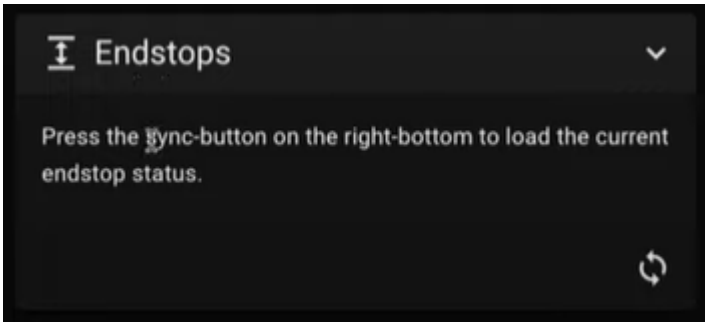 Endstops
Press the sync-button on the right-bottom to load the current
endstop status.